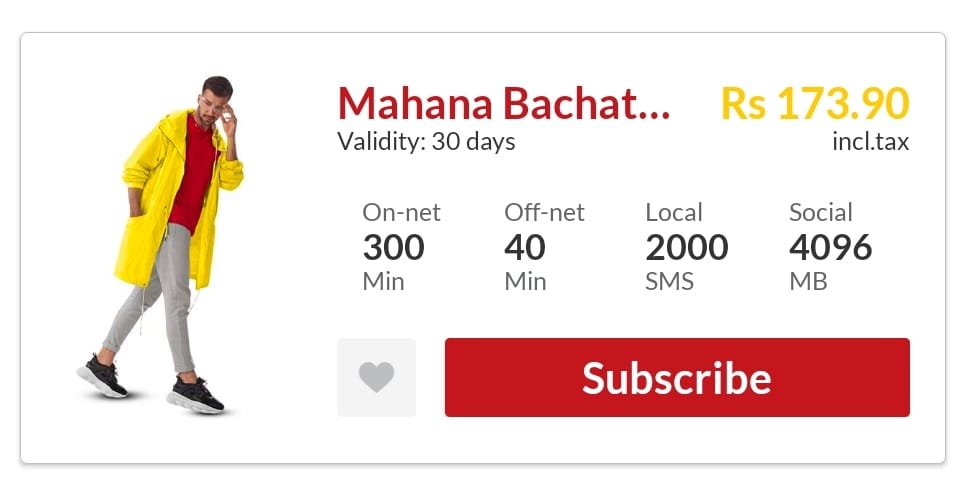 Mahana Bachat... Rs 173.90
Validity: 30 days incl.tax
On-net Off-net Local Social
300 40 2000 4096
Min Min SMS MB
Subscribe